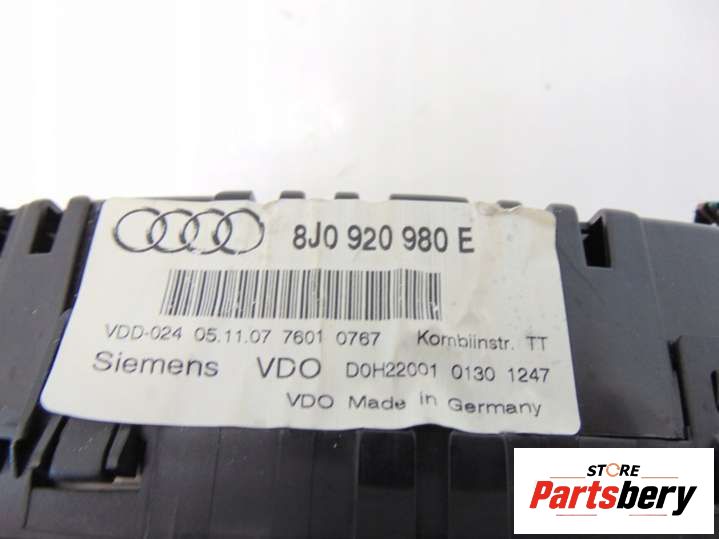 8J0 920 980 E
VDD-024 05.11.07 7601 0767 Kombiinstr. TT
Siemens VDO D0H22001 0130 1247
VDO Made in Germany
STORE
Partsbery